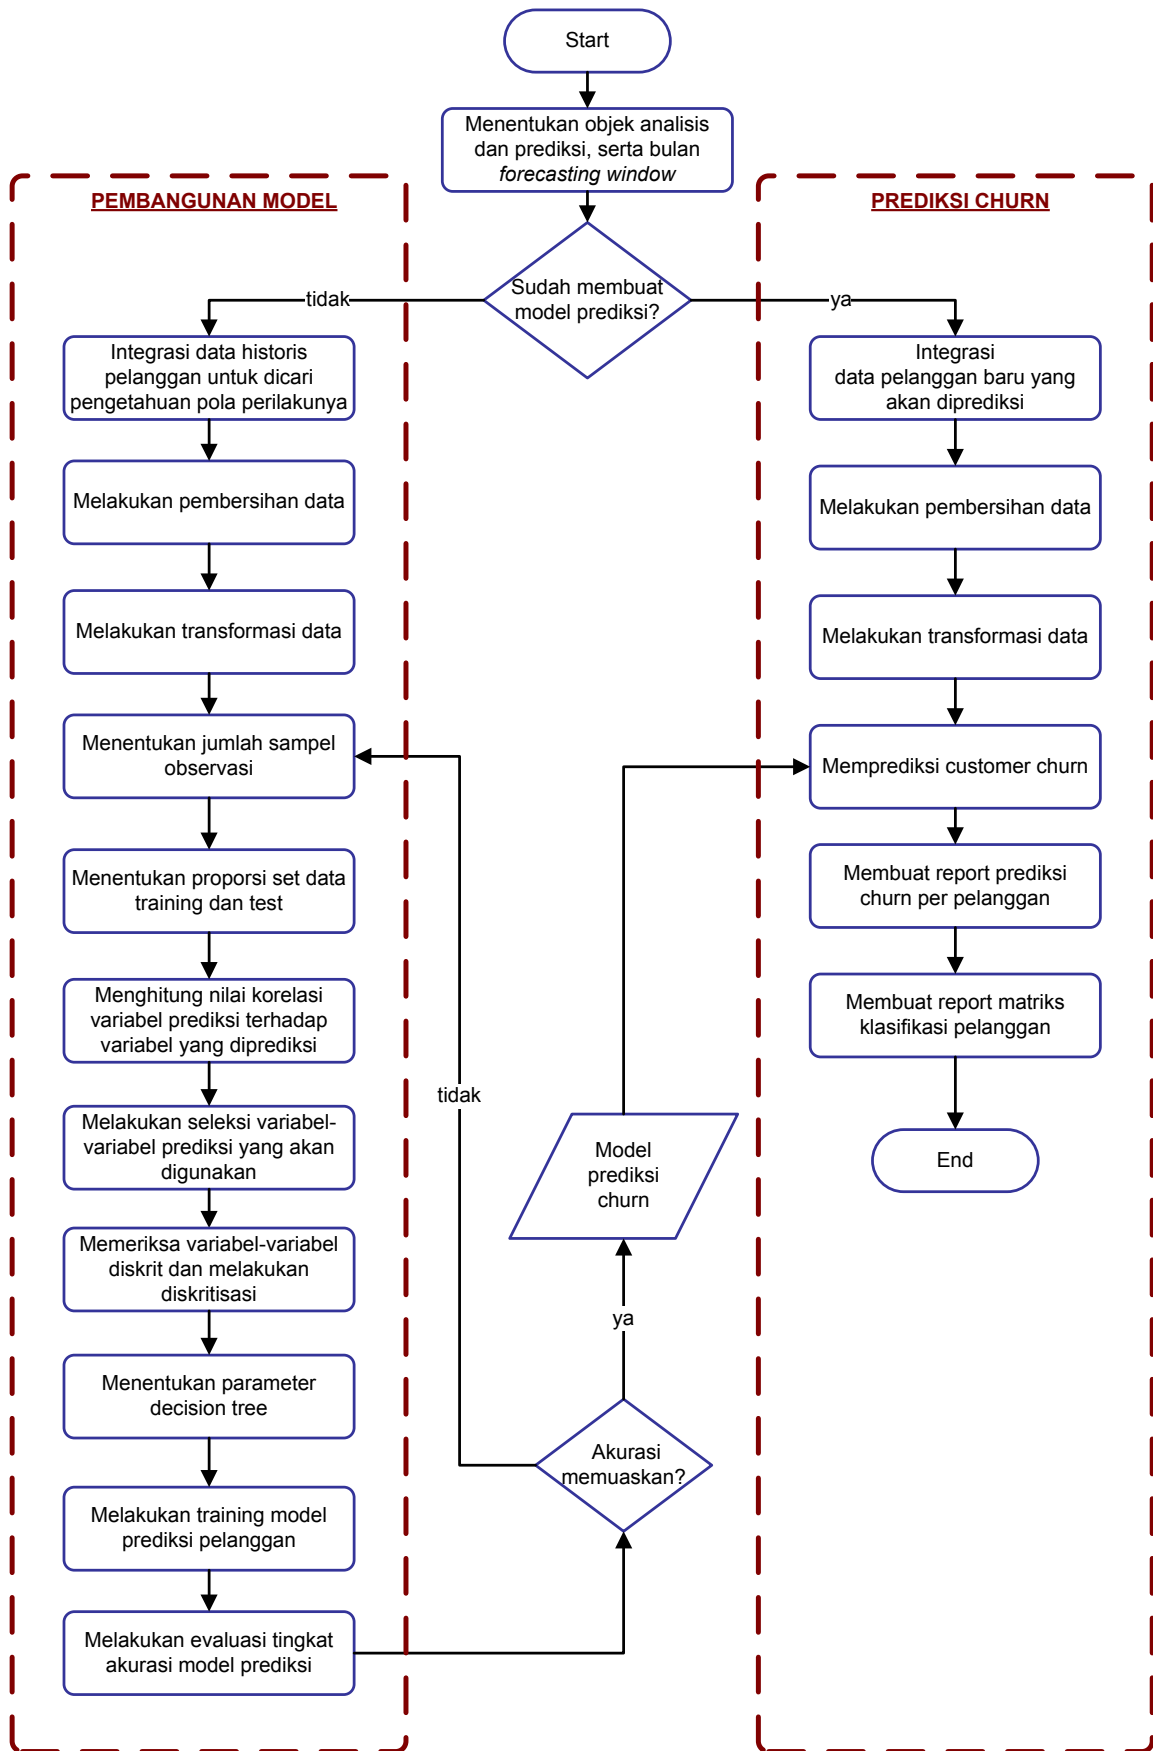 Start
Menentukan objek analisis
dan prediksi, serta bulan
forecasting window
Sudah membuat
model prediksi?
tidak
ya
PEMBANGUNAN MODEL
Integrasi data historis
pelanggan untuk dicari
pengetahuan pola perilakunya
Melakukan pembersihan data
Melakukan transformasi data
Menentukan jumlah sampel
observasi
Menentukan proporsi set data
training dan test
Menghitung nilai korelasi
variabel prediksi terhadap
variabel yang diprediksi
Melakukan seleksi variabel-
variabel prediksi yang akan
digunakan
Memeriksa variabel-variabel
diskrit dan melakukan
diskritisasi
Menentukan parameter
decision tree
Melakukan training model
prediksi pelanggan
Melakukan evaluasi tingkat
akurasi model prediksi
Akurasi
memuaskan?
tidak
ya
Model
prediksi
churn
PREDIKSI CHURN
Integrasi
data pelanggan baru yang
akan diprediksi
Melakukan pembersihan data
Melakukan transformasi data
Memprediksi customer churn
Membuat report prediksi
churn per pelanggan
Membuat report matriks
klasifikasi pelanggan
End